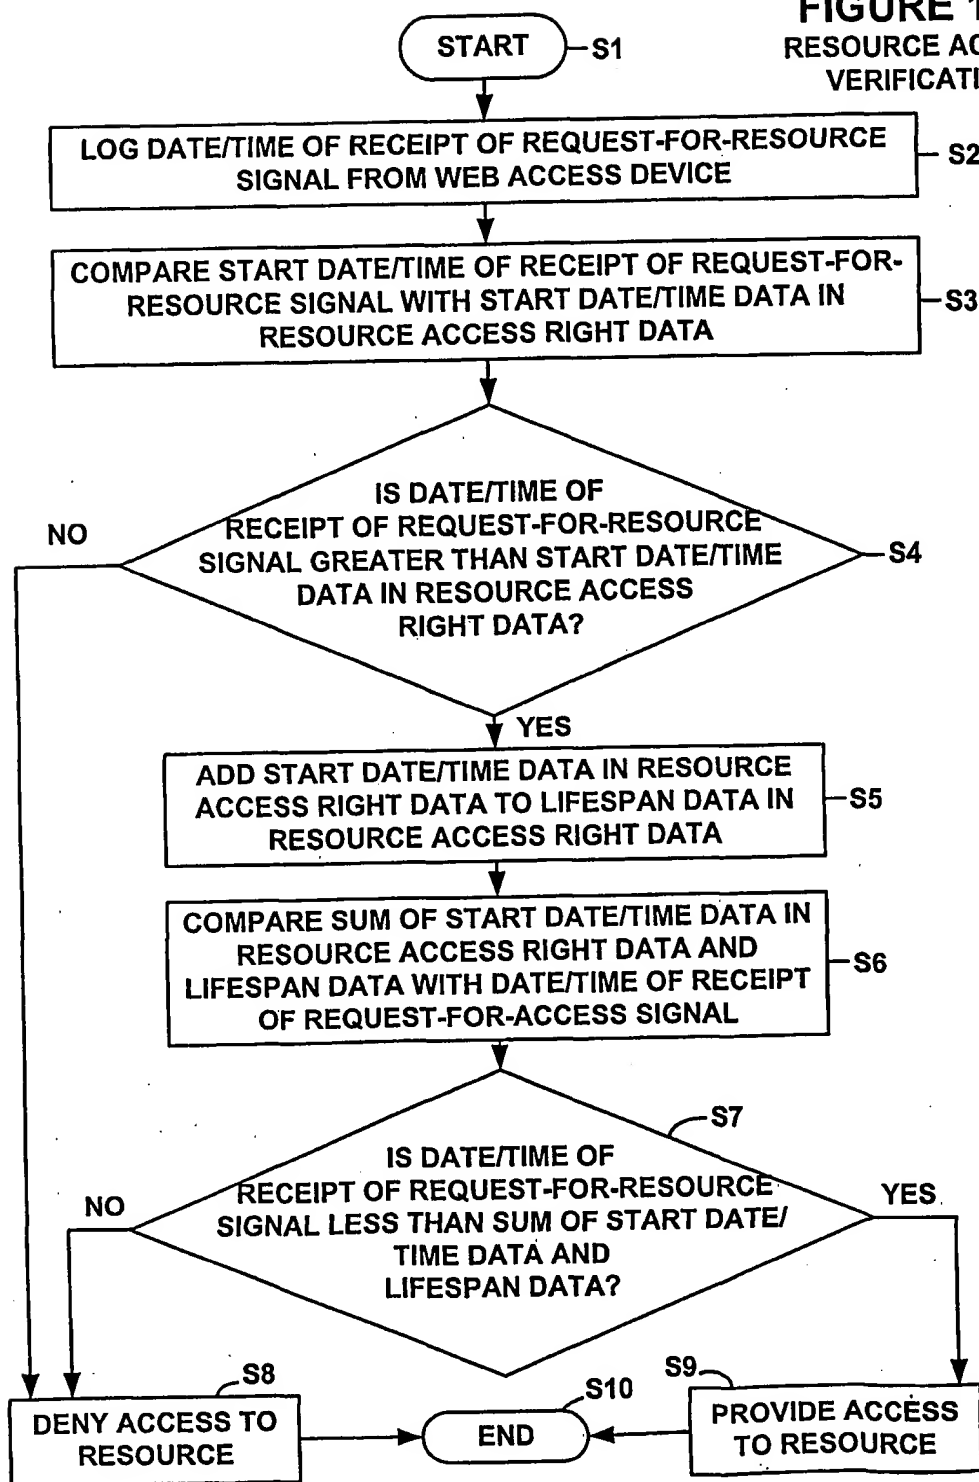 FIGURE 1
RESOURCE AC
VERIFICATI
START
S1
LOG DATE/TIME OF RECEIPT OF REQUEST-FOR-RESOURCE
SIGNAL FROM WEB ACCESS DEVICE
S2
COMPARE START DATE/TIME OF RECEIPT OF REQUEST-FOR-
RESOURCE SIGNAL WITH START DATE/TIME DATA IN
RESOURCE ACCESS RIGHT DATA
S3
IS DATE/TIME OF
RECEIPT OF REQUEST-FOR-RESOURCE
SIGNAL GREATER THAN START DATE/TIME
DATA IN RESOURCE ACCESS
RIGHT DATA?
NO
S4
YES
ADD START DATE/TIME DATA IN RESOURCE
ACCESS RIGHT DATA TO LIFESPAN DATA IN
RESOURCE ACCESS RIGHT DATA
S5
COMPARE SUM OF START DATE/TIME DATA IN
RESOURCE ACCESS RIGHT DATA AND
LIFESPAN DATA WITH DATE/TIME OF RECEIPT
OF REQUEST-FOR-ACCESS SIGNAL
S6
S7
IS DATE/TIME OF
RECEIPT OF REQUEST-FOR-RESOURCE
SIGNAL LESS THAN SUM OF START DATE/
TIME DATA AND
LIFESPAN DATA?
NO
YES
S8
DENY ACCESS TO
RESOURCE
S10
END
S9
PROVIDE ACCESS
TO RESOURCE